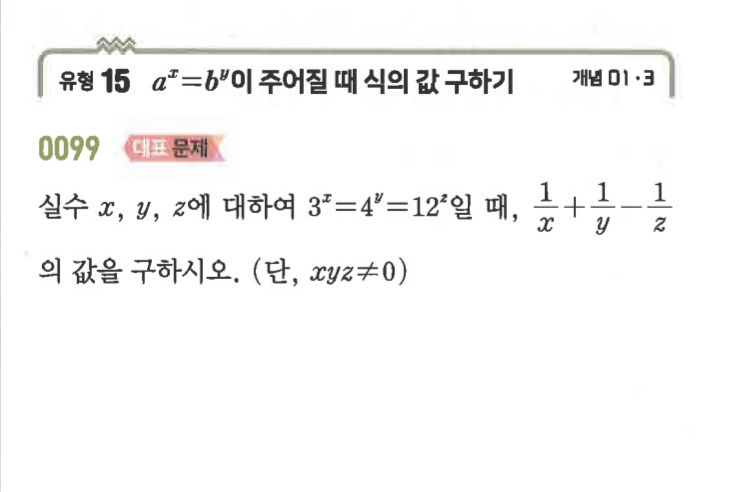 유형 15 $a^x=b^y$이 주어질 때 식의 값 구하기 개념 01·3
0099 대표 문제
실수 $x$, $y$, $z$에 대하여 $3^x=4^y=12^z$일 때, $\frac{1}{x}+\frac{1}{y}-\frac{1}{z}$
의 값을 구하시오. (단, $xyz≠0$)